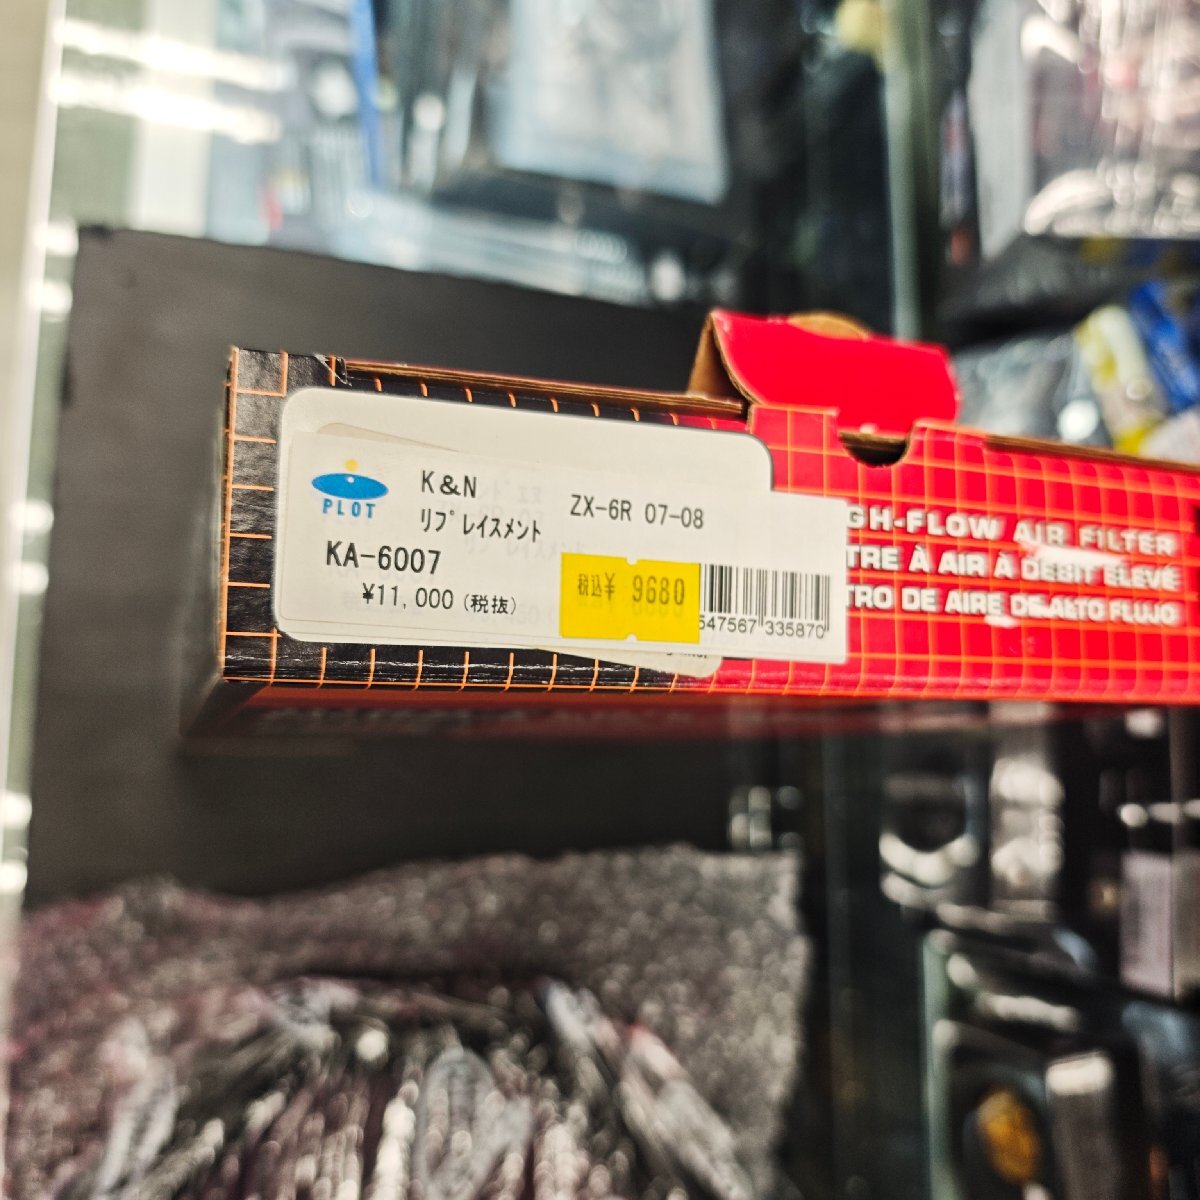 PLOT
K&N
リプレイスメント
ZX-6R 07-08
KA-6007
¥11,000(税抜)
税込¥ 9680
547567 335870
GH-FLOW AIR FILTER
TRE À AIR À DÉBIT ÉLEVÉ
TRO DE AIRE DE ALTO FLUJO